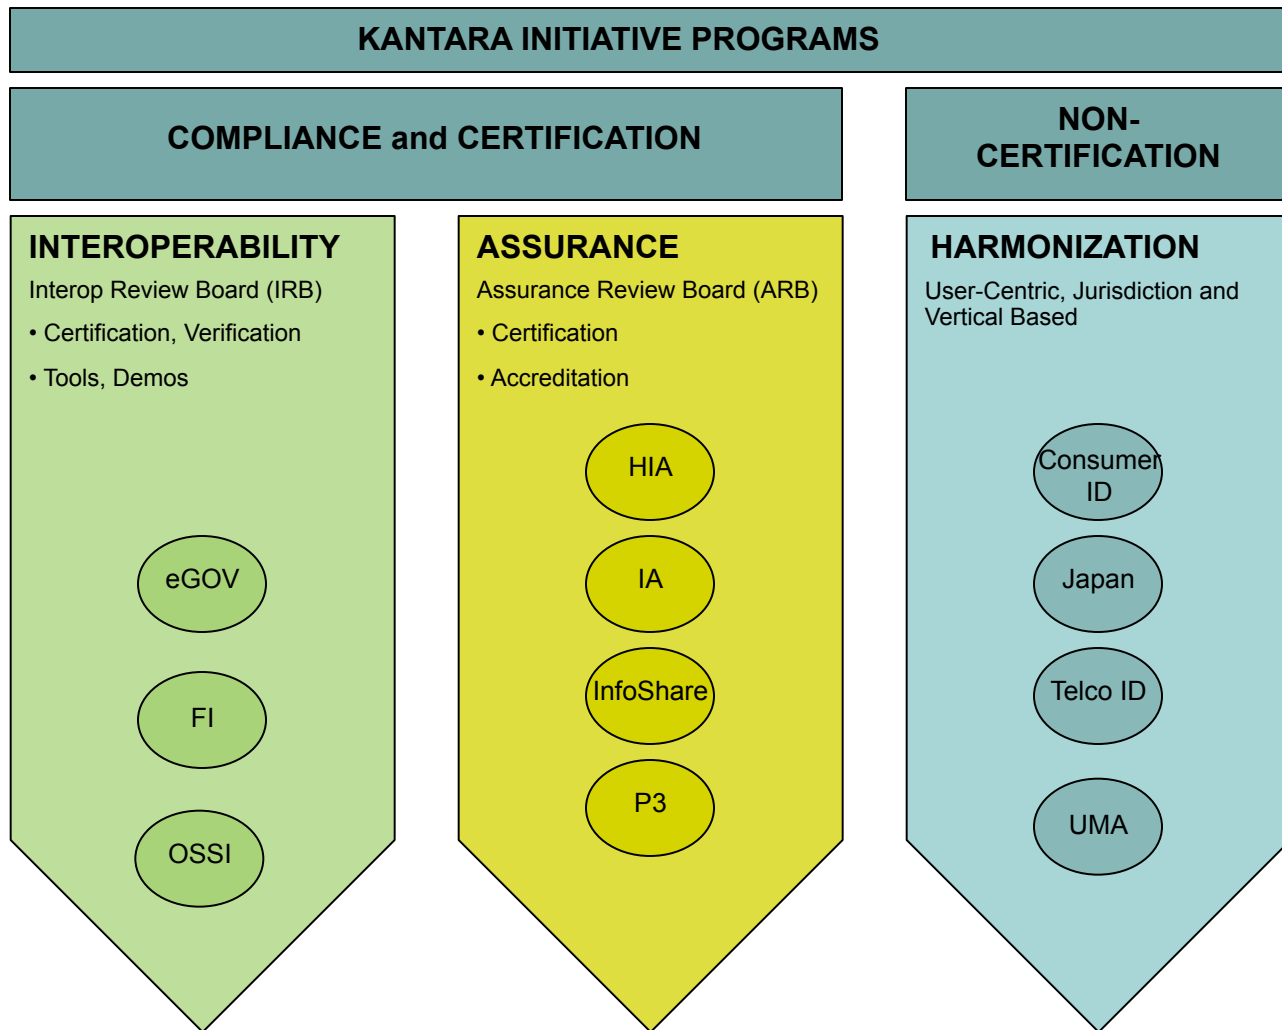 KANTARA INITIATIVE PROGRAMS
COMPLIANCE and CERTIFICATION
NON-
CERTIFICATION
INTEROPERABILITY
Interop Review Board (IRB)
• Certification, Verification
• Tools, Demos
eGOV
FI
OSSI
ASSURANCE
Assurance Review Board (ARB)
• Certification
• Accreditation
HIA
IA
InfoShare
P3
HARMONIZATION
User-Centric, Jurisdiction and
Vertical Based
Consumer
ID
Japan
Telco ID
UMA